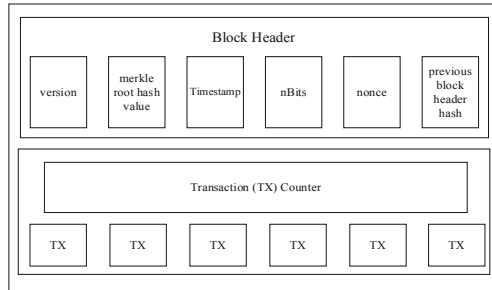 Block Header
version
merkle
root hash
value
Timestamp
nBits
nonce
previous
block
header
hash
Transaction (TX) Counter
TX
TX
TX
TX
TX
TX